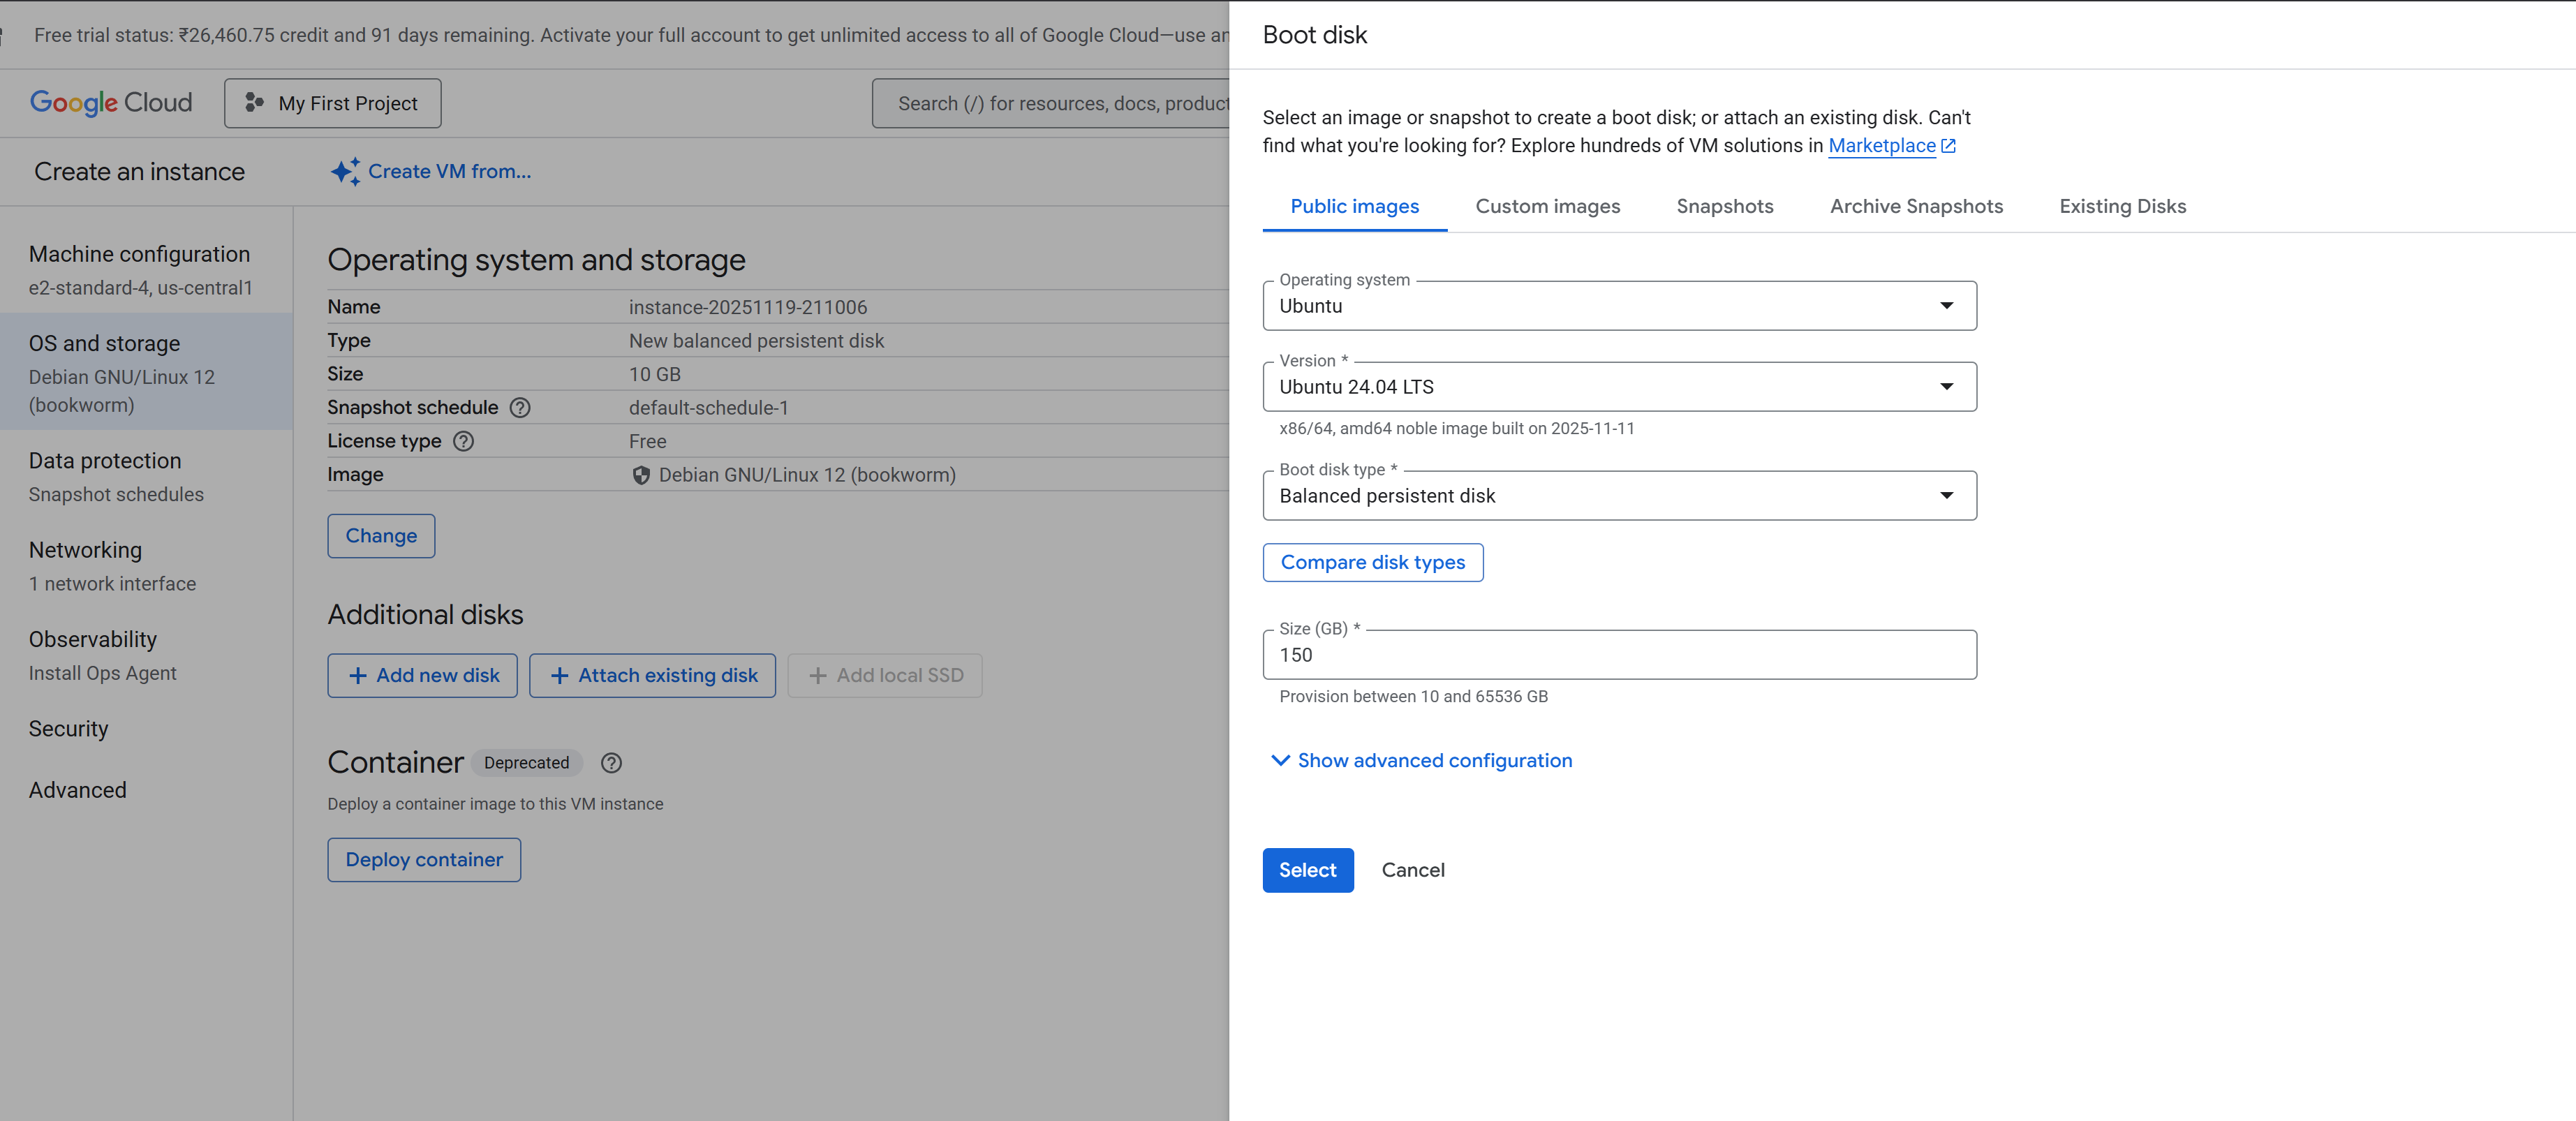 Free trial status: ₹26,460.75 credit and 91 days remaining. Activate your full account to get unlimited access to all of Google Cloud—use
Google Cloud
My First Project
Search (/) for resources, docs, product
Create an instance
Create VM from...
Machine configuration
e2-standard-4, us-central1
OS and storage
Debian GNU/Linux 12
(bookworm)
Data protection
Snapshot schedules
Networking
1 network interface
Observability
Install Ops Agent
Security
Advanced
Operating system and storage
Name instance-20251119-211006
Type New balanced persistent disk
Size 10 GB
Snapshot schedule default-schedule-1
License type Free
Image Debian GNU/Linux 12 (bookworm)
Change
Additional disks
Add new disk
Attach existing disk
Add local SSD
Container Deprecated
Deploy a container image to this VM instance
Deploy container
Boot disk
Select an image or snapshot to create a boot disk; or attach an existing disk. Can't
find what you're looking for? Explore hundreds of VM solutions in Marketplace
Public images Custom images Snapshots Archive Snapshots Existing Disks
Operating system
Ubuntu
Version *
Ubuntu 24.04 LTS
x86/64, amd64 noble image built on 2025-11-11
Boot disk type *
Balanced persistent disk
Compare disk types
Size (GB) *
150
Provision between 10 and 65536 GB
Show advanced configuration
Select Cancel